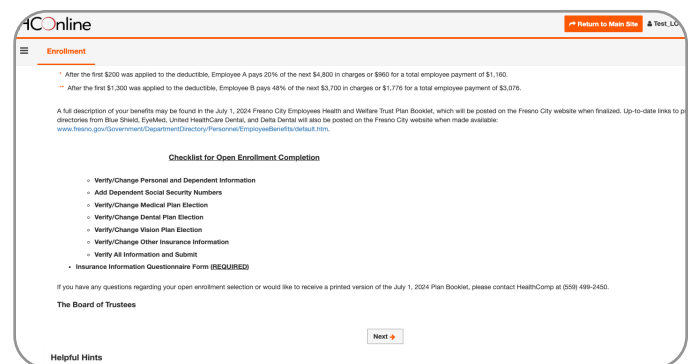 HCOnline
Return to Main Site Test_LC
Enrollment
* After the first $200 was applied to the deductible, Employee A pays 20% of the next $4,800 in charges or $960 for a total employee payment of $1,160.
** After the first $1,300 was applied to the deductible, Employee B pays 48% of the next $3,700 in charges or $1,776 for a total employee payment of $3,076.
A full description of your benefits may be found in the July 1, 2024 Fresno City Employees Health and Welfare Trust Plan Booklet, which will be posted on the Fresno City website when finalized. Up-to-date links to
directories from Blue Shield, EyeMed, United HealthCare Dental, and Delta Dental will also be posted on the Fresno City website when made available:
www.fresno.gov/Government/DepartmentDirectory/Personnel/EmployeeBenefits/default.htm.
Checklist for Open Enrollment Completion
Verify/Change Personal and Dependent Information
Add Dependent Social Security Numbers
Verify/Change Medical Plan Election
Verify/Change Dental Plan Election
Verify/Change Vision Plan Election
Verify/Change Other Insurance Information
Verify All Information and Submit
Insurance Information Questionnaire Form (REQUIRED)
If you have any questions regarding your open enrollment selection or would like to receive a printed version of the July 1, 2024 Plan Booklet, please contact HealthComp at (559) 499-2450.
The Board of Trustees
Next
Helpful Hints